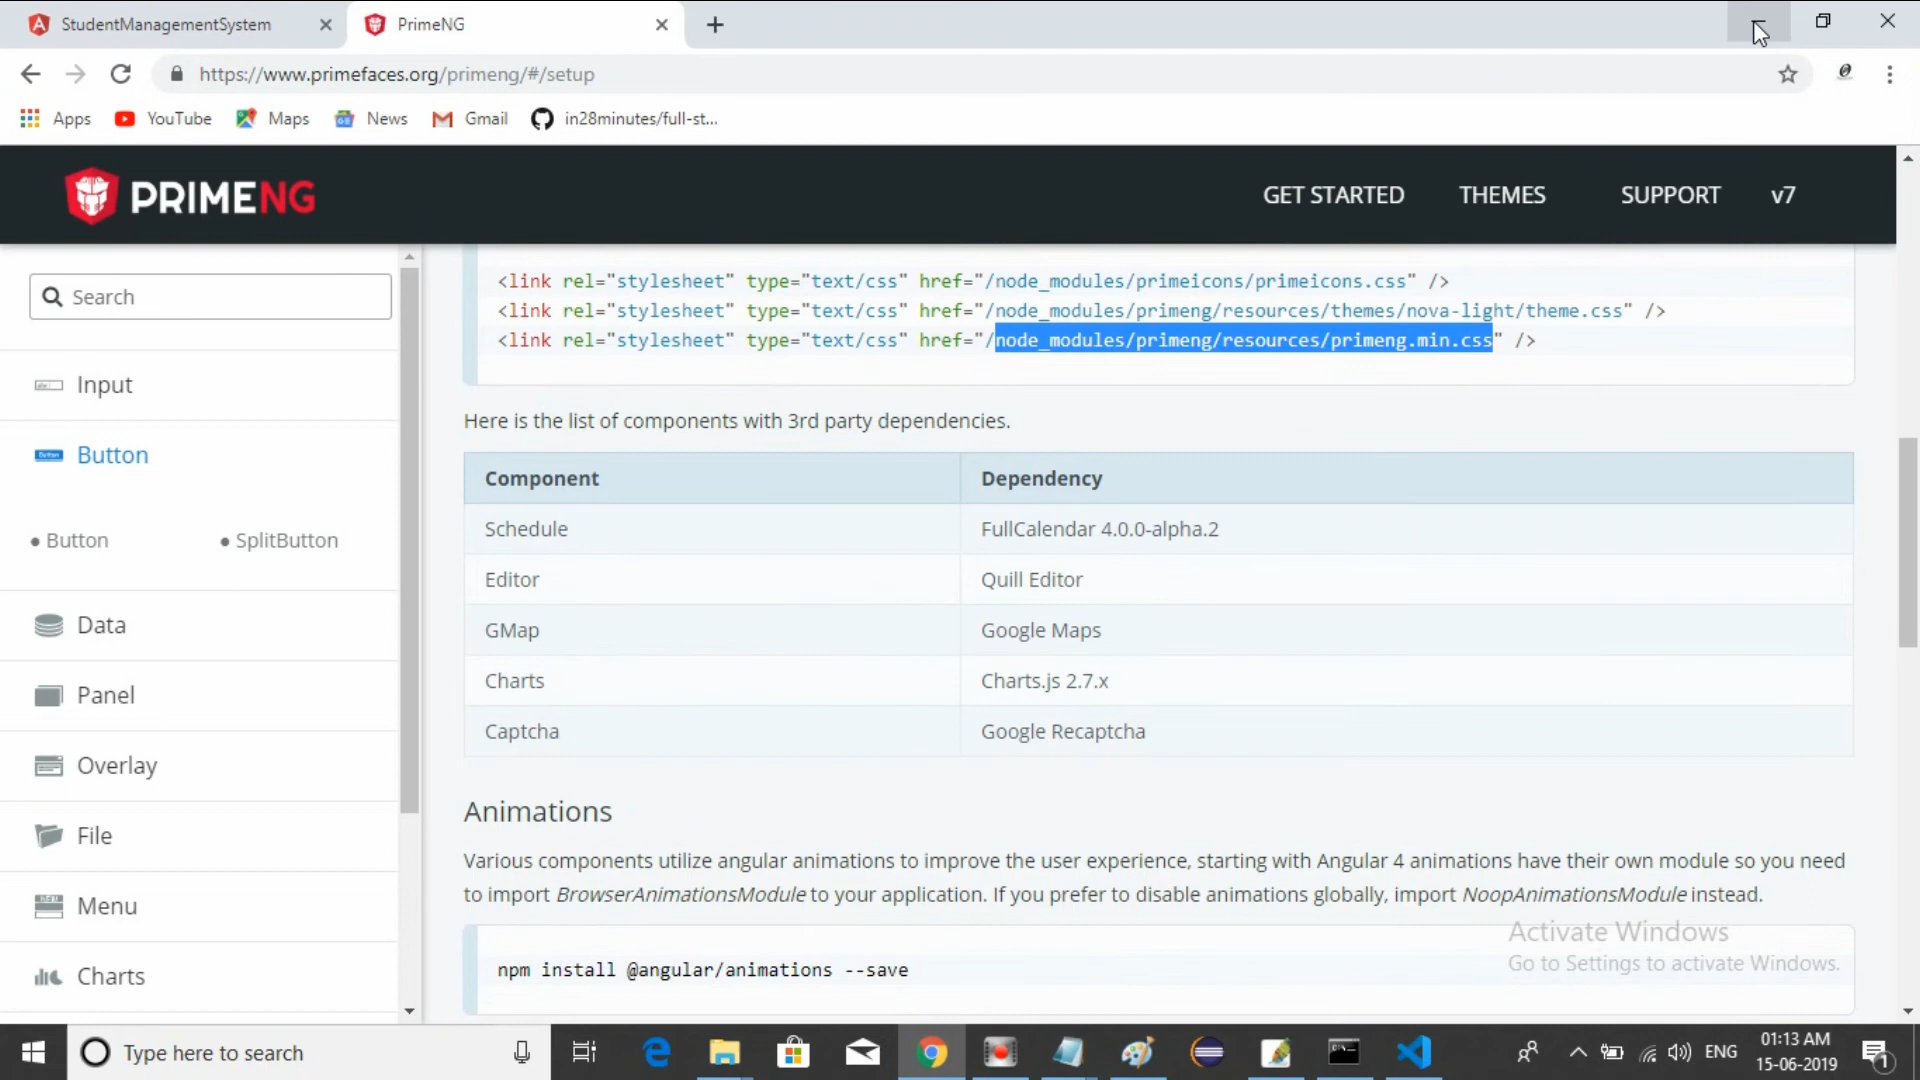 StudentManagementSystem
PrimeNG
https://www.primefaces.org/primeng/#/setup
Apps
YouTube
Maps
News
Gmail
in28minutes/full-st...
PRIMENG
GET STARTED
THEMES
SUPPORT
v7
Search
Input
Button
Button
SplitButton
Data
Panel
Overlay
File
Menu
Charts
<link rel="stylesheet" type="text/css" href="/node_modules/primeicons/primeicons.css" />
<link rel="stylesheet" type="text/css" href="/node_modules/primeng/resources/themes/nova-light/theme.css" />
<link rel="stylesheet" type="text/css" href="/node_modules/primeng/resources/primeng.min.css" />
Here is the list of components with 3rd party dependencies.
Component Dependency
Schedule FullCalendar 4.0.0-alpha.2
Editor Quill Editor
GMap Google Maps
Charts Charts.js 2.7.x
Captcha Google Recaptcha
Animations
Various components utilize angular animations to improve the user experience, starting with Angular 4 animations have their own module so you need
to import BrowserAnimationsModule to your application. If you prefer to disable animations globally, import NoopAnimationsModule instead.
npm install @angular/animations --save
Activate Windows
Go to Settings to activate Windows.
Type here to search
ENG
01:13 AM
15-06-2019
1